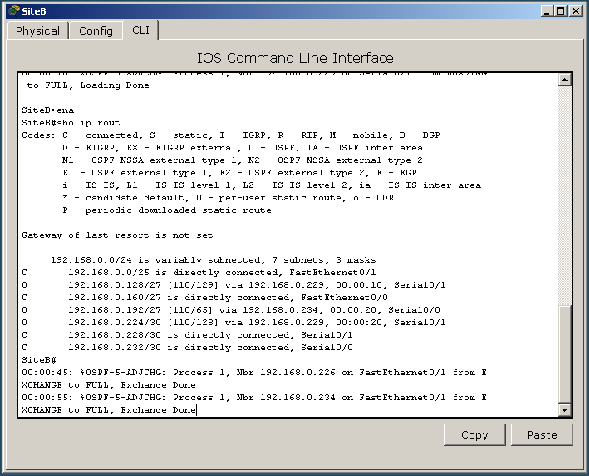 SiteB
Physical Config CLI
IOS Command Line Interface
to FULL, Loading Done
SiteB>ena
SiteB#sho ip rout
Codes: C - connected, S - static, I - IGRP, R - RIP, M - mobile, B - BGP
D - EIGRP, EX - EIGRP external, O - OSPF, IA - OSPF inter area
N1 - OSPF NSSA external type 1, N2 - OSPF NSSA external type 2
E1 - OSPF external type 1, E2 - OSPF external type 2, E - EGP
i - IS-IS, L1 - IS-IS level-1, L2 - IS-IS level-2, ia - IS-IS inter area
* - candidate default, U - per-user static route, o - ODR
P - periodic downloaded static route
Gateway of last resort is not set
192.168.0.0/24 is variably subnetted, 7 subnets, 3 masks
C 192.168.0.0/25 is directly connected, FastEthernet0/1
O 192.168.0.128/27 [110/129] via 192.168.0.229, 00:00:10, Serial0/1
C 192.168.0.160/27 is directly connected, FastEthernet0/0
O 192.168.0.192/27 [110/65] via 192.168.0.234, 00:00:20, Serial0/0
O 192.168.0.224/30 [110/128] via 192.168.0.229, 00:00:20, Serial0/1
C 192.168.0.228/30 is directly connected, Serial0/1
C 192.168.0.232/30 is directly connected, Serial0/0
SiteB#
00:00:45: %OSPF-5-ADJCHG: Process 1, Nbr 192.168.0.226 on FastEthernet0/1 from E
XCHANGE to FULL, Exchange Done
00:00:55: %OSPF-5-ADJCHG: Process 1, Nbr 192.168.0.234 on FastEthernet0/1 from E
XCHANGE to FULL, Exchange Done
Copy Paste